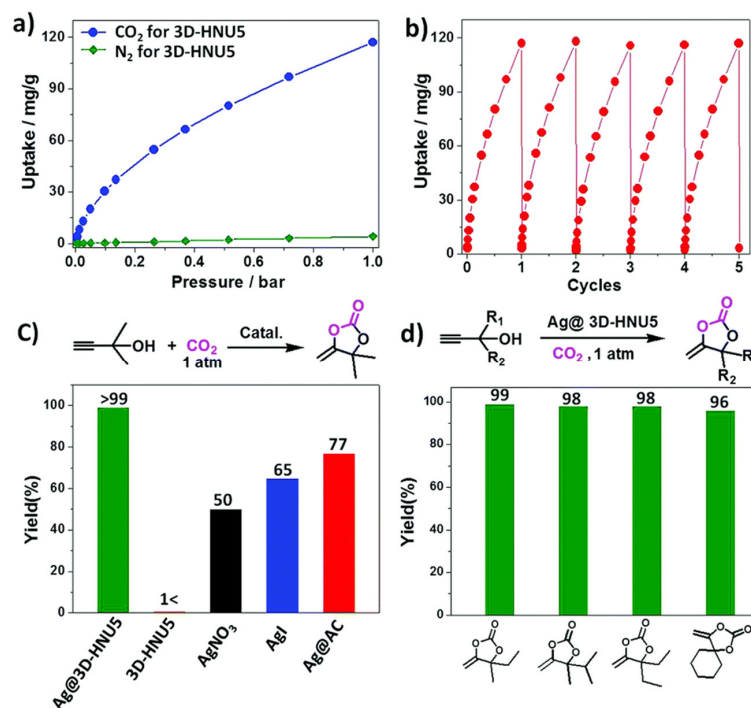 a)
CO₂ for 3D-HNU5
N₂ for 3D-HNU5
Uptake / mg/g
120
90
60
30
0
0.0 0.2 0.4 0.6 0.8 1.0
Pressure / bar
b)
Uptake / mg/g
120
90
60
30
0
0 1 2 3 4 5
Cycles
C)
OH + CO₂
1 atm
Catal.
O
O O
Yield(%)
100
80
60
40
20
0
>99
1<
50
65
77
Ag@3D-HNU5
3D-HNU5
AgNO₃
AgI
Ag@AC
d)
R₁
OH
R₂
Ag@ 3D-HNU5
CO₂ , 1 atm
O
O O
R
R₂
Yield(%)
100
80
60
40
20
0
99 98 98 96
O O O
O O O O O O O O
O